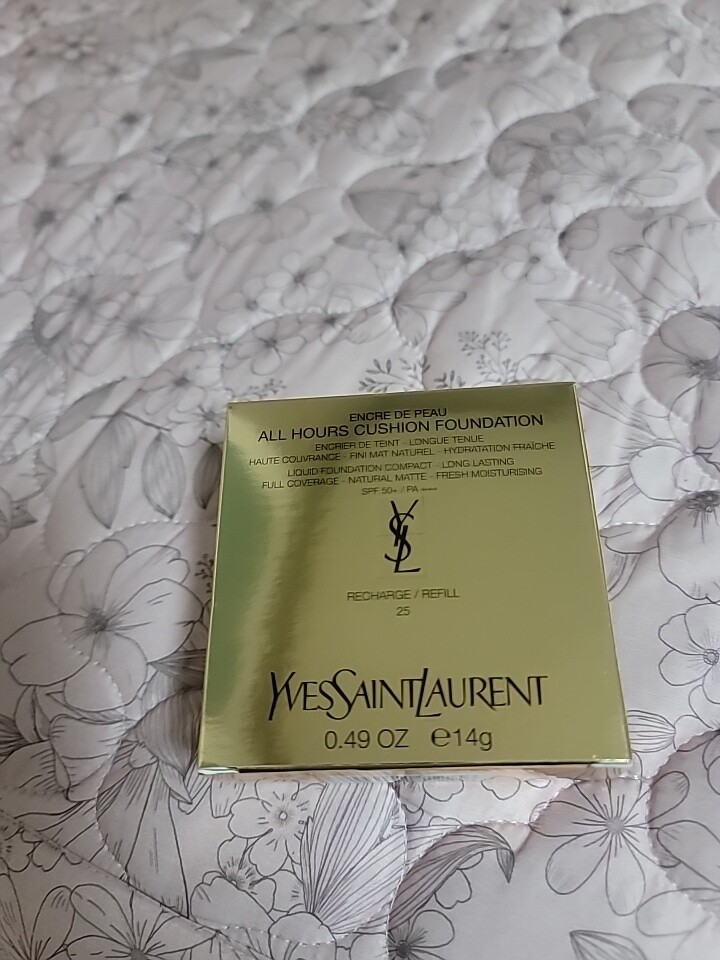 ENCRE DE PEAU
ALL HOURS CUSHION FOUNDATION
ENCRIER DE TEINT - LONGUE TENUE
HAUTE COUVRANCE - FINI MAT NATUREL - HYDRATATION FRAÎCHE
LIQUID FOUNDATION COMPACT - LONG LASTING
FULL COVERAGE - NATURAL MATTE - FRESH MOISTURISING
SPF 50+ / PA ++++
YSL
RECHARGE / REFILL
25
YVESSAINTLAURENT
0.49 OZ ℮14g